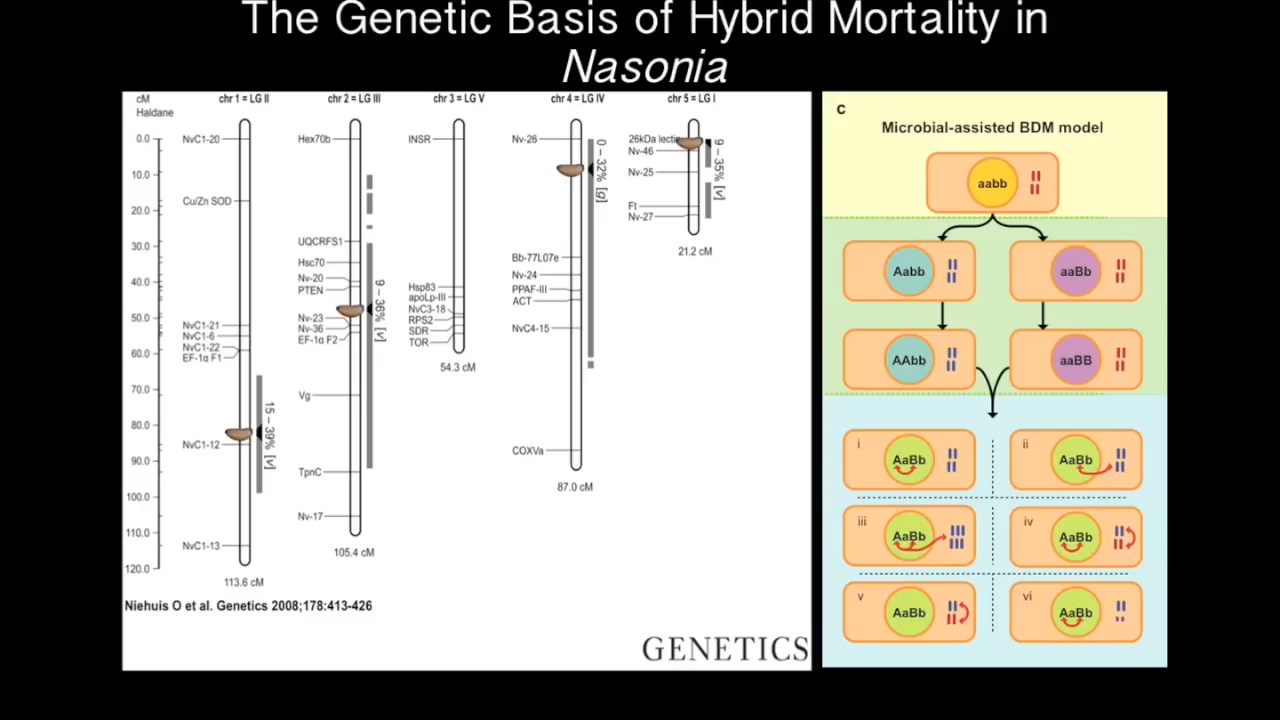 The Genetic Basis of Hybrid Mortality in
Nasonia
cM
Haldane
0.0
10.0
20.0
30.0
40.0
50.0
60.0
70.0
80.0
90.0
100.0
110.0
120.0
chr 1 = LG II
NvC1-20
Cu/Zn SOD
NvC1-21
NvC1-6
NvC1-22
EF-1α F1
NvC1-12
NvC1-13
15 – 39% [v]
113.6 cM
chr 2 = LG III
Hex70b
UQCRFS1
Hsc70
Nv-20
PTEN
Nv-23
Nv-36
EF-1α F2
Vg
TpnC
Nv-17
9 – 36% [v]
105.4 cM
chr 3 = LG V
INSR
Hsp83
apoLp-III
NvC3-18
RPS2
SDR
TOR
54.3 cM
chr 4 = LG IV
Nv-26
Bb-77L07e
Nv-24
PPAF-III
ACT
NvC4-15
COXVa
0 – 32% [g]
87.0 cM
chr 5 = LG I
26kDa lectin
Nv-46
Nv-25
Ft
Nv-27
9 – 35% [v]
21.2 cM
Niehuis O et al. Genetics 2008;178:413-426
GENETICS
C
Microbial-assisted BDM model
aabb
Aabb
aaBb
AAbb
aaBB
i
AaBb
ii
AaBb
iii
AaBb
iv
AaBb
v
AaBb
vi
AaBb